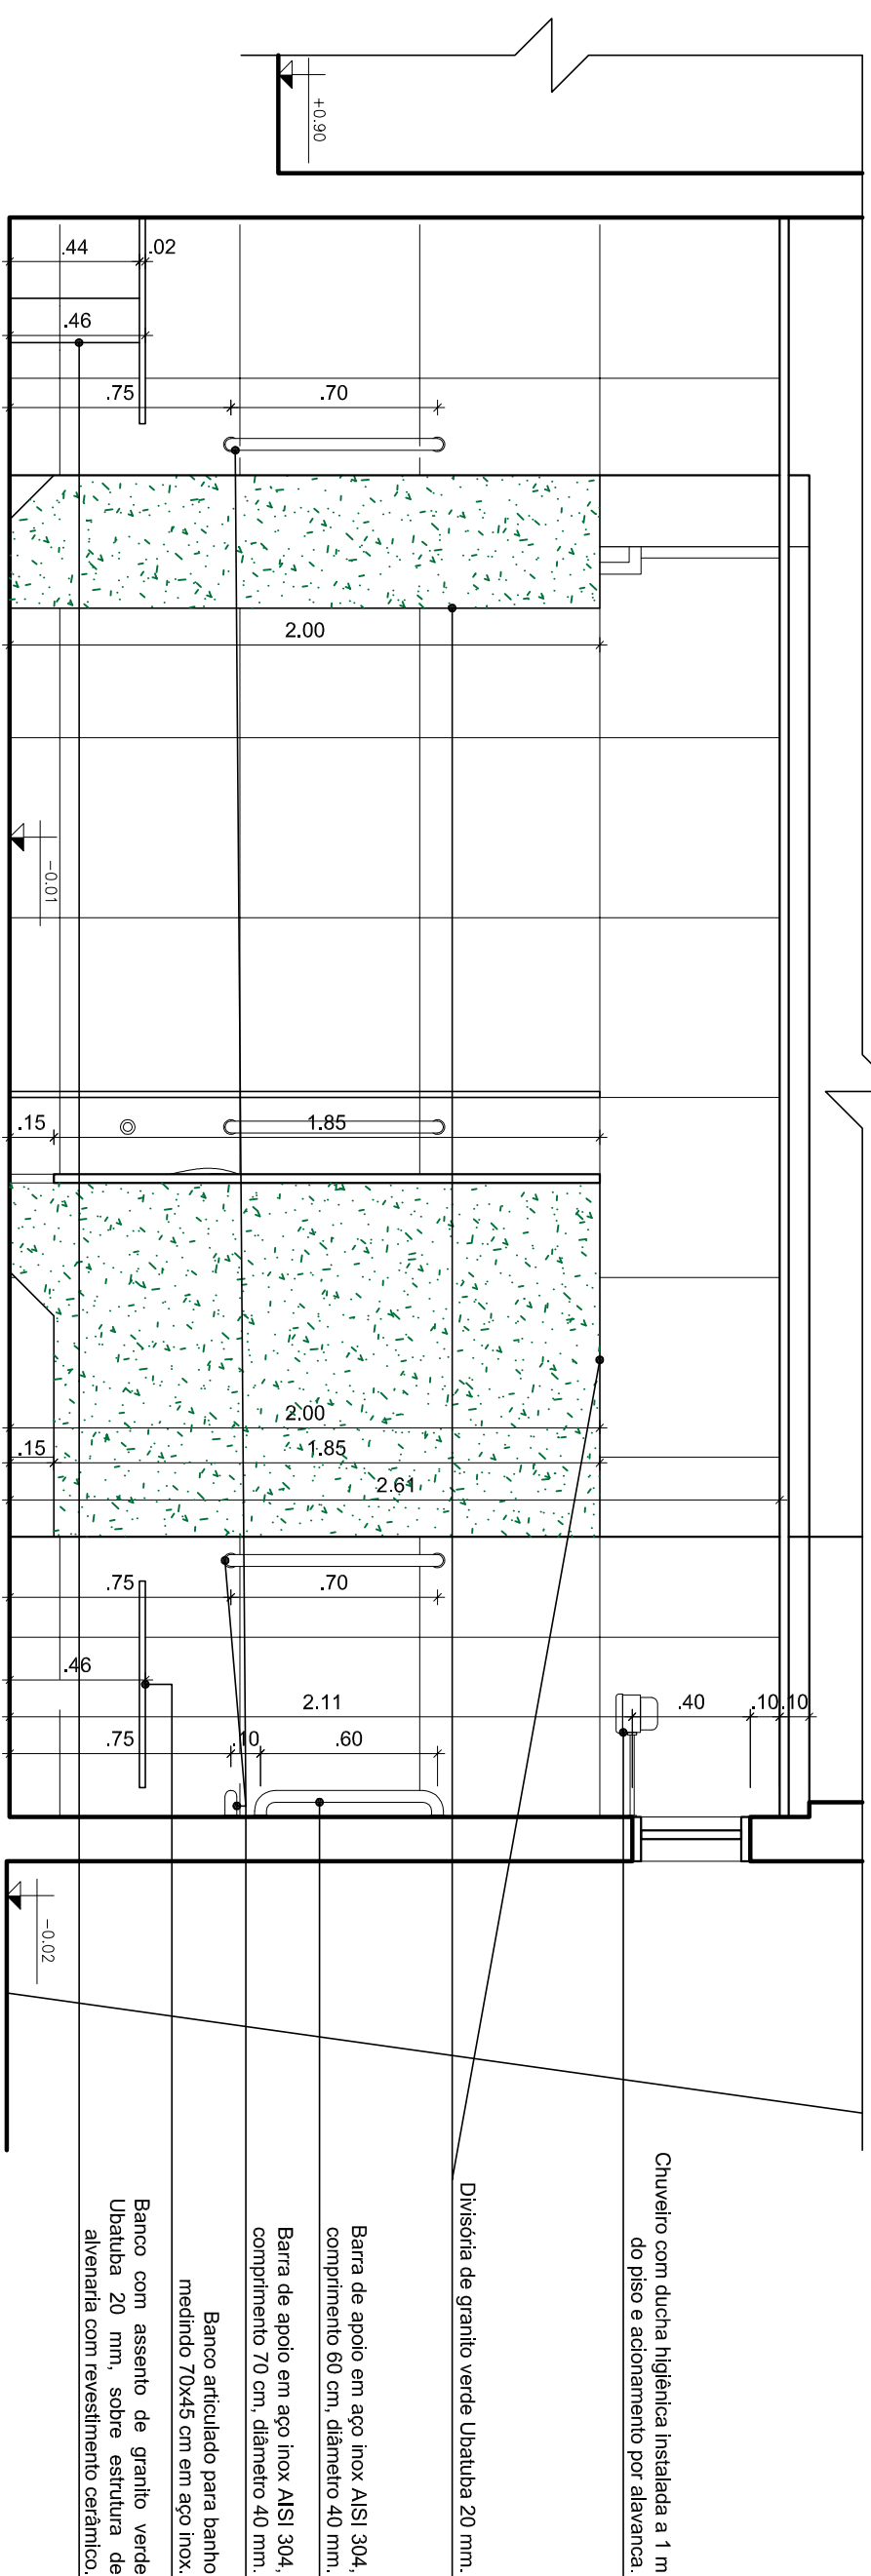 +0.90
.44
.02
.46
.75
.70
2.00
-0.01
.15
1.85
2.00
.15
1.85
2.61
.75
.70
.46
2.11
.40
.10
.10
.75
.10
.60
-0.02
Chuveiro com ducha higiênica instalada a 1 m
do piso e acionamento por alavanca.
Divisória de granito verde Ubatuba 20 mm.
Barra de apoio em aço inox AISI 304,
comprimento 60 cm, diâmetro 40 mm.
Barra de apoio em aço inox AISI 304,
comprimento 70 cm, diâmetro 40 mm.
Banco articulado para banho
medindo 70x45 cm em aço inox.
Banco com assento de granito verde
Ubatuba 20 mm, sobre estrutura de
alvenaria com revestimento cerâmico.